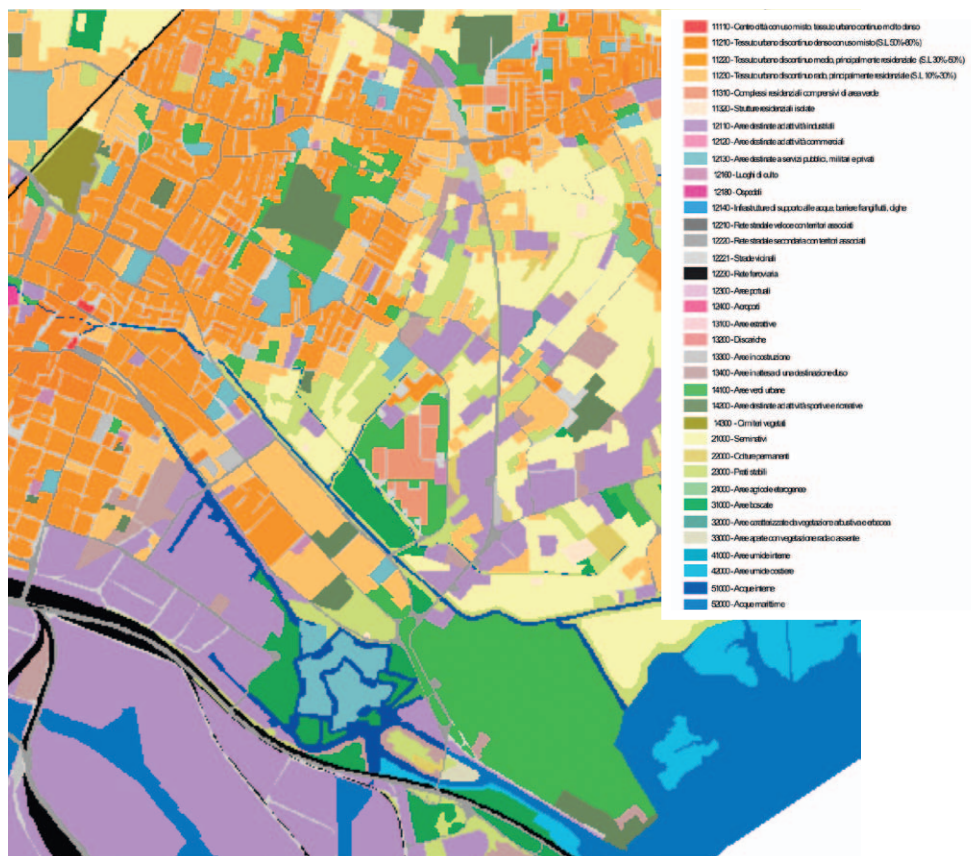 11110 - Centro città con uso misto, tessuto urbano continuo molto denso
11210 - Tessuto urbano discontinuo denso con uso misto (S.L. 50%-80%)
11220 - Tessuto urbano discontinuo medio, principalmente residenziale (S.L. 30%-50%)
11230 - Tessuto urbano discontinuo rado, principalmente residenziale (S.L. 10%-30%)
11310 - Complessi residenziali comprensivi di area verde
11320 - Strutture residenziali isolate
12110 - Aree destinate ad attività industriali
12120 - Aree destinate ad attività commerciali
12130 - Aree destinate a servizi pubblici, militari e privati
12160 - Luoghi di culto
12180 - Ospedali
12140 - Infrastrutture di supporto alle acque, barriere frangiflutti, dighe
12210 - Rete stradale veloce con territori associati
12220 - Rete stradale secondaria con territori associati
12221 - Strade vicinali
12230 - Rete ferroviaria
12300 - Aree portuali
12400 - Aeroporti
13100 - Aree estrattive
13200 - Discariche
13300 - Aree in costruzione
13400 - Aree in attesa di una destinazione d'uso
14100 - Aree verdi urbane
14200 - Aree destinate ad attività sportive e ricreative
14300 - Cimiteri vegetati
21000 - Seminativi
22000 - Colture permanenti
23000 - Prati stabili
24000 - Aree agricole eterogenee
31000 - Aree boscate
32000 - Aree caratterizzate da vegetazione arbustiva e erbacea
33000 - Aree aperte con vegetazione rada o assente
41000 - Aree umide interne
42000 - Aree umide costiere
51000 - Acque interne
52000 - Acque marittime